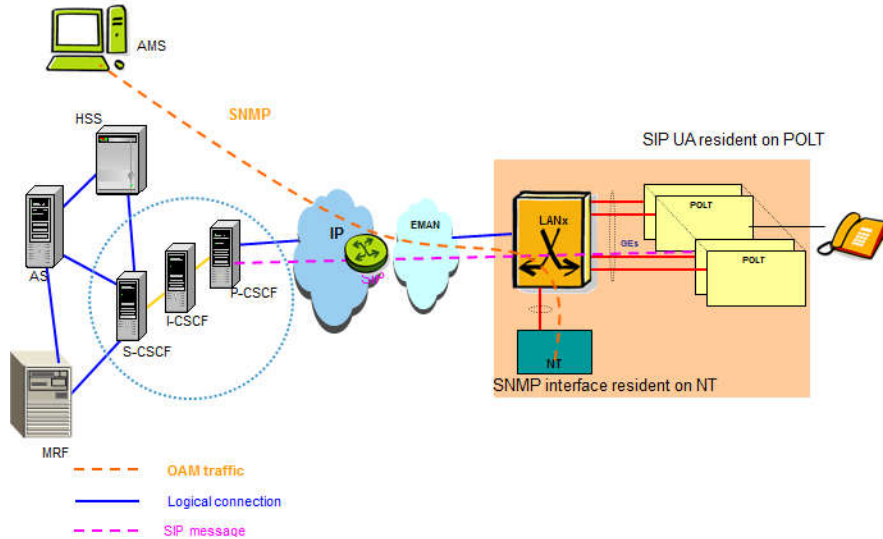 AMS
SNMP
HSS
SIP UA resident on POLT
AS
IP
EMAN
LANx
POLT
GEs
POLT
P-CSCF
I-CSCF
S-CSCF
NT
SNMP interface resident on NT
MRF
OAM traffic
Logical connection
SIP message